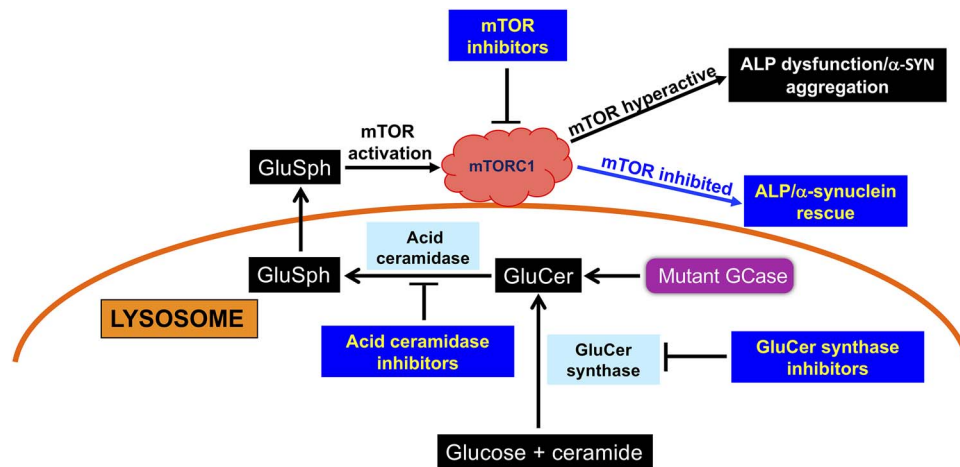 mTOR
inhibitors
ALP dysfunction/α-SYN
aggregation
mTOR hyperactive
mTOR
activation
GluSph
mTORC1
mTOR inhibited
ALP/α-synuclein
rescue
Acid
ceramidase
GluSph
GluCer
Mutant GCase
LYSOSOME
Acid ceramidase
inhibitors
GluCer
synthase
GluCer synthase
inhibitors
Glucose + ceramide